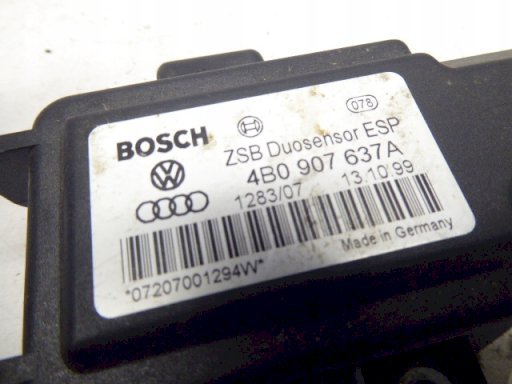 078
BOSCH
ZSB Duosensor ESP
4B0 907 637A
1283/07 13.10.99
Made in Germany
*07207001294W*